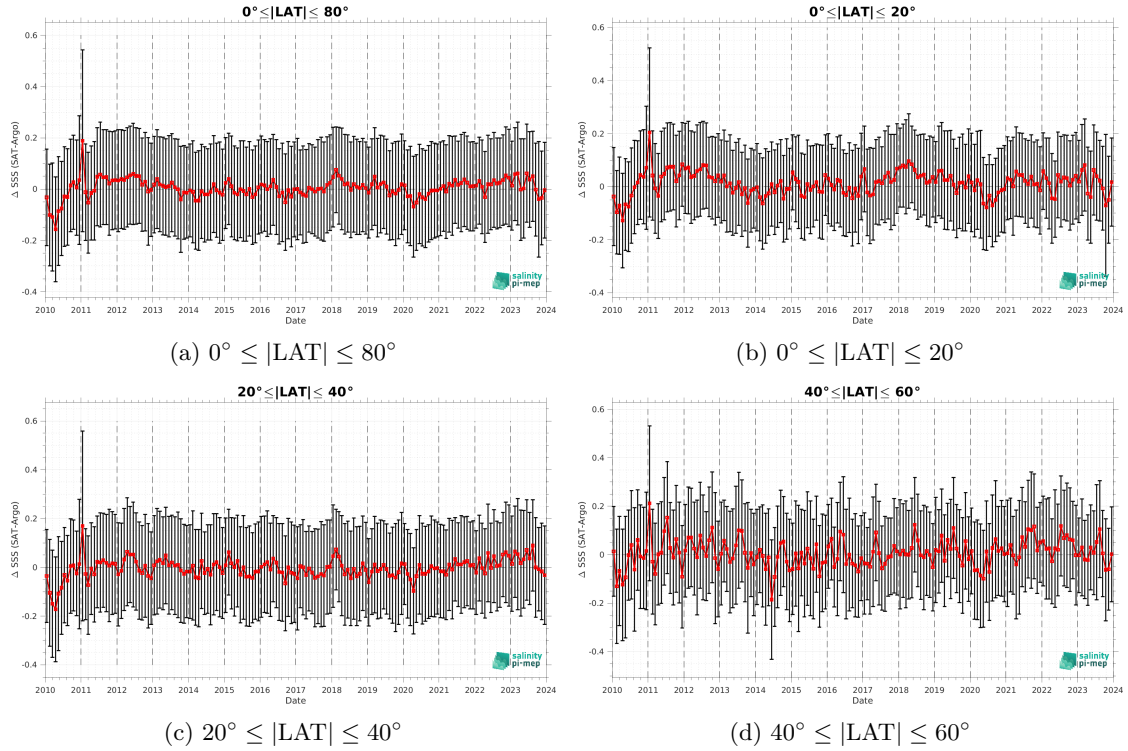 0°≤|LAT|≤ 80°
Δ SSS (SAT-Argo)
0.6
0.4
0.2
0
-0.2
-0.4
2010 2011 2012 2013 2014 2015 2016 2017 2018 2019 2020 2021 2022 2023 2024
Date
salinity
pi-mep
(a) 0° ≤ |LAT| ≤ 80°
0°≤|LAT|≤ 20°
Δ SSS (SAT-Argo)
0.6
0.4
0.2
0
-0.2
-0.4
2010 2011 2012 2013 2014 2015 2016 2017 2018 2019 2020 2021 2022 2023 2024
Date
salinity
pi-mep
(b) 0° ≤ |LAT| ≤ 20°
20°≤|LAT|≤ 40°
Δ SSS (SAT-Argo)
0.6
0.4
0.2
0
-0.2
-0.4
2010 2011 2012 2013 2014 2015 2016 2017 2018 2019 2020 2021 2022 2023 2024
Date
salinity
pi-mep
(c) 20° ≤ |LAT| ≤ 40°
40°≤|LAT|≤ 60°
Δ SSS (SAT-Argo)
0.6
0.4
0.2
0
-0.2
-0.4
2010 2011 2012 2013 2014 2015 2016 2017 2018 2019 2020 2021 2022 2023 2024
Date
salinity
pi-mep
(d) 40° ≤ |LAT| ≤ 60°